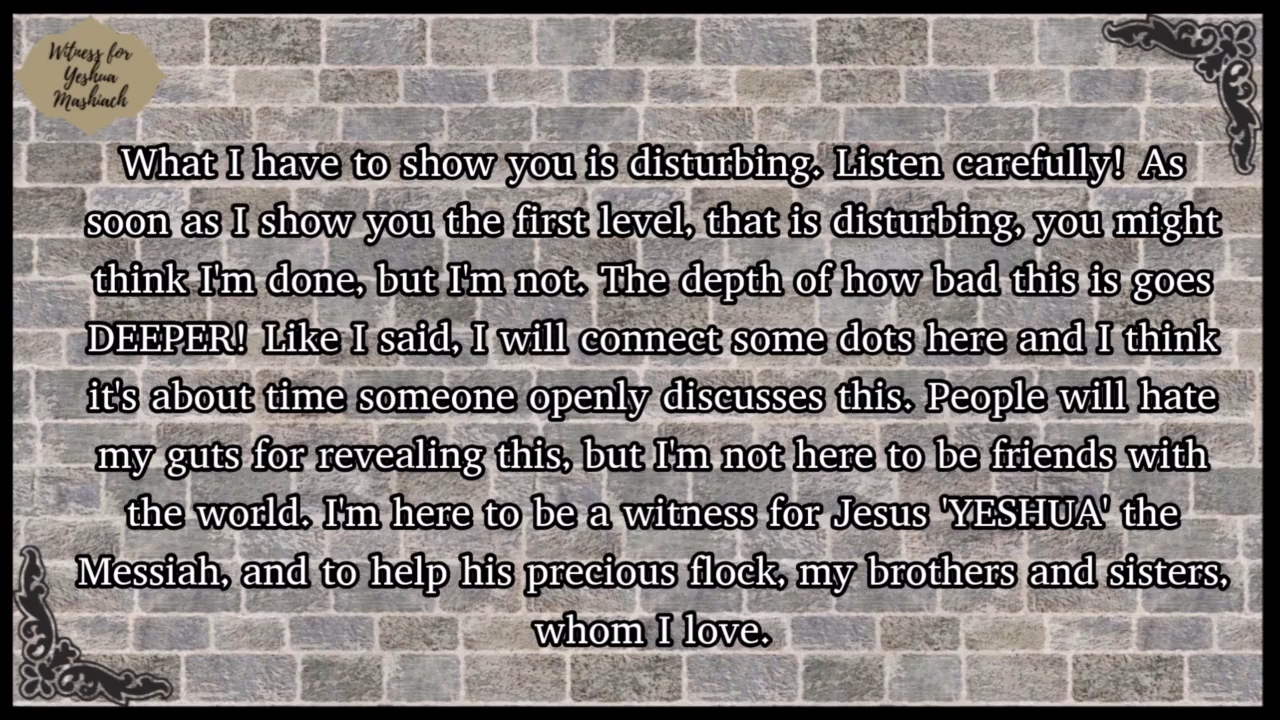 Witness for
Yeshua
Mashiach
What I have to show you is disturbing. Listen carefully! As
soon as I show you the first level, that is disturbing, you might
think I'm done, but I'm not. The depth of how bad this is goes
DEEPER! Like I said, I will connect some dots here and I think
it's about time someone openly discusses this. People will hate
my guts for revealing this, but I'm not here to be friends with
the world. I'm here to be a witness for Jesus 'YESHUA' the
Messiah, and to help his precious flock, my brothers and sisters,
whom I love.